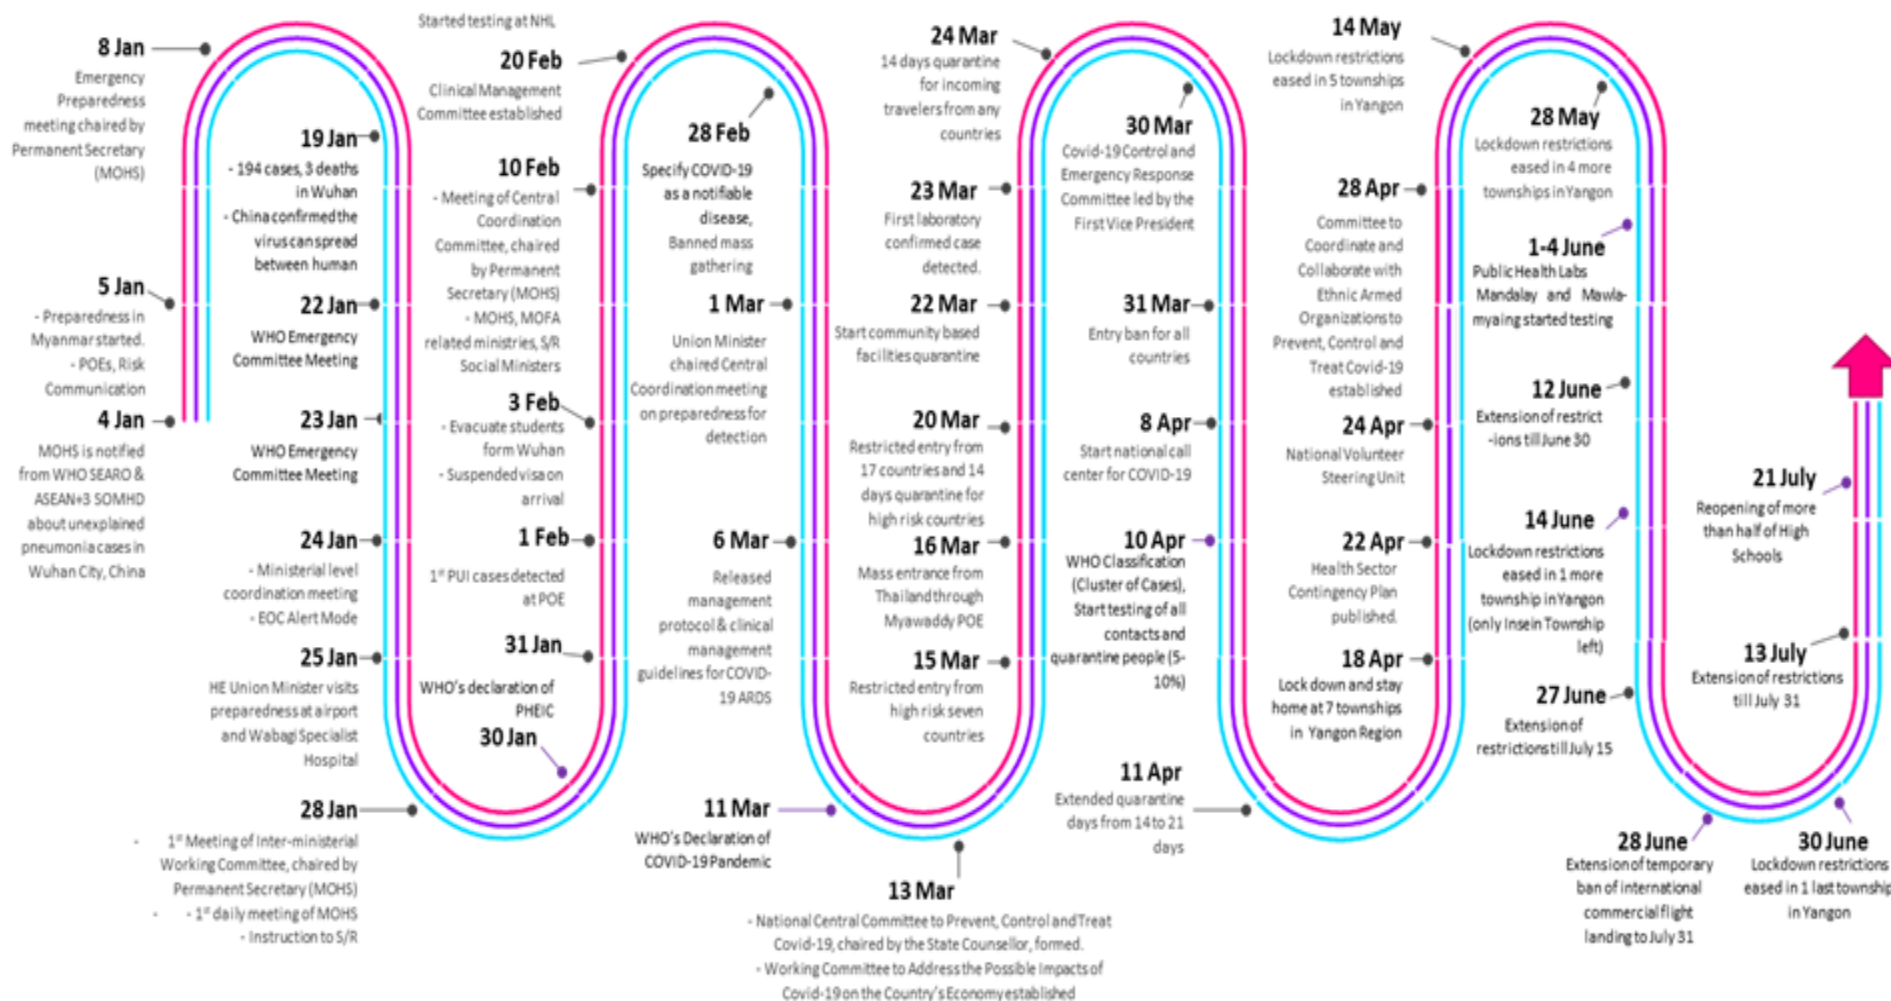 8 Jan
Emergency
Preparedness
meeting chaired by
Permanent Secretary
(MOHS)
5 Jan
- Preparedness in
Myanmar started.
- POEs, Risk
Communication
4 Jan
MOHS is notified
from WHO SEARO &
ASEAN+3 SOMHD
about unexplained
pneumonia cases in
Wuhan City, China
19 Jan
- 194 cases, 3 deaths
in Wuhan
- China confirmed the
virus can spread
between human
22 Jan
WHO Emergency
Committee Meeting
23 Jan
WHO Emergency
Committee Meeting
24 Jan
- Ministerial level
coordination meeting
- EOC Alert Mode
25 Jan
HE Union Minister visits
preparedness at airport
and Wabagi Specialist
Hospital
28 Jan
- 1st Meeting of Inter-ministerial
Working Committee, chaired by
Permanent Secretary (MOHS)
- - 1st daily meeting of MOHS
- Instruction to S/R
Started testing at NHL
20 Feb
Clinical Management
Committee established
10 Feb
- Meeting of Central
Coordination
Committee, chaired
by Permanent
Secretary (MOHS)
- MOHS, MOFA
related ministries, S/R
Social Ministers
3 Feb
- Evacuate students
form Wuhan
- Suspended visa on
arrival
1 Feb
1st PUI cases detected
at POE
31 Jan
WHO's declaration of
PHEIC
30 Jan
28 Feb
Specify COVID-19
as a notifiable
disease,
Banned mass
gathering
1 Mar
Union Minister
chaired Central
Coordination meeting
on preparedness for
detection
6 Mar
Released
management
protocol & clinical
management
guidelines for COVID-
19 ARDS
11 Mar
WHO's Declaration of
COVID-19 Pandemic
13 Mar
- National Central Committee to Prevent, Control and Treat
Covid-19, chaired by the State Counsellor, formed.
- Working Committee to Address the Possible Impacts of
Covid-19 on the Country's Economy established
24 Mar
14 days quarantine
for incoming
travelers from any
countries
23 Mar
First laboratory
confirmed case
detected.
22 Mar
Start community based
facilities quarantine
20 Mar
Restricted entry from
17 countries and 14
days quarantine for
high risk countries
16 Mar
Mass entrance from
Thailand through
Myawaddy POE
15 Mar
Restricted entry from
high risk seven
countries
30 Mar
Covid-19 Control and
Emergency Response
Committee led by the
First Vice President
31 Mar
Entry ban for all
countries
8 Apr
Start national call
center for COVID-19
10 Apr
WHO Classification
(Cluster of Cases),
Start testing of all
contacts and
quarantine people (5-
10%)
11 Apr
Extended quarantine
days from 14 to 21
days
14 May
Lockdown restrictions
eased in 5 townships
in Yangon
28 Apr
Committee to
Coordinate and
Collaborate with
Ethnic Armed
Organizations to
Prevent, Control and
Treat Covid-19
established
24 Apr
National Volunteer
Steering Unit
22 Apr
Health Sector
Contingency Plan
published.
18 Apr
Lock down and stay
home at 7 townships
in Yangon Region
28 May
Lockdown restrictions
eased in 4 more
townships in Yangon
1-4 June
Public Health Labs
Mandalay and Mawla-
myaing started testing
12 June
Extension of restrict
-ions till June 30
14 June
Lockdown restrictions
eased in 1 more
township in Yangon
(only Insein Township
left)
27 June
Extension of
restrictions till July 15
28 June
Extension of temporary
ban of international
commercial flight
landing to July 31
30 June
Lockdown restrictions
eased in 1 last township
in Yangon
21 July
Reopening of more
than half of High
Schools
13 July
Extension of restrictions
till July 31